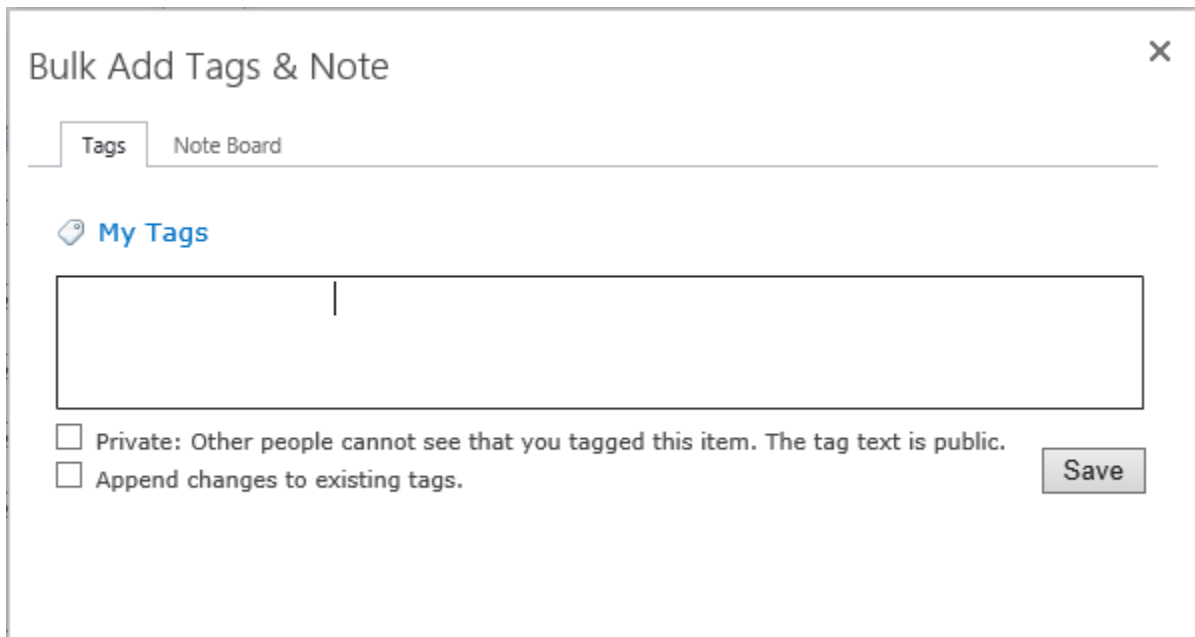 Bulk Add Tags & Note
Tags Note Board
My Tags
Private: Other people cannot see that you tagged this item. The tag text is public.
Append changes to existing tags.
Save